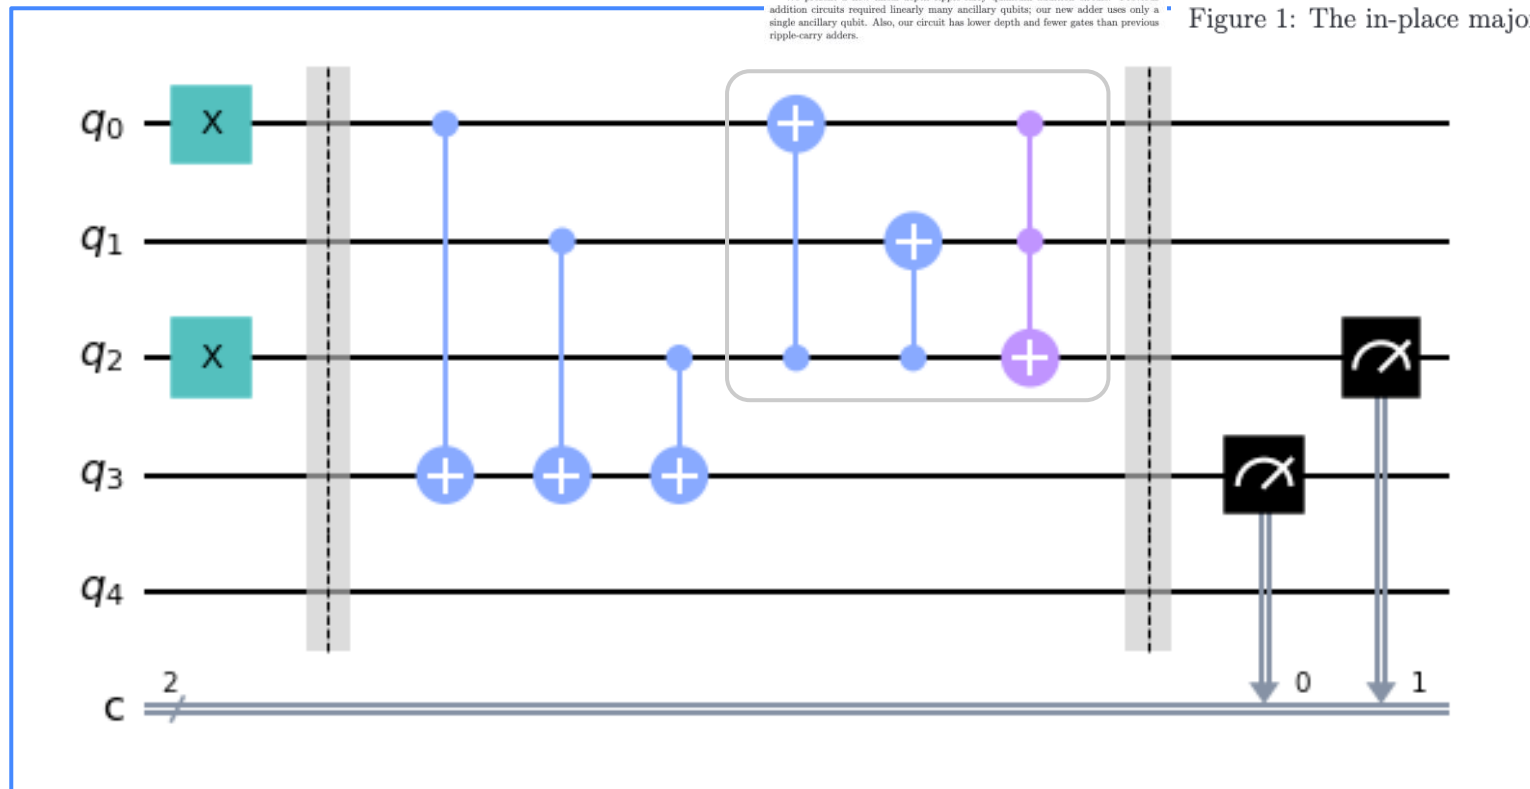 addition circuits required linearly many ancillary qubits; our new adder uses only a
single ancillary qubit. Also, our circuit has lower depth and fewer gates than previous
ripple-carry adders.
Figure 1: The in-place major
q0
X
q1
q2
X
q3
q4
2
0
1
c